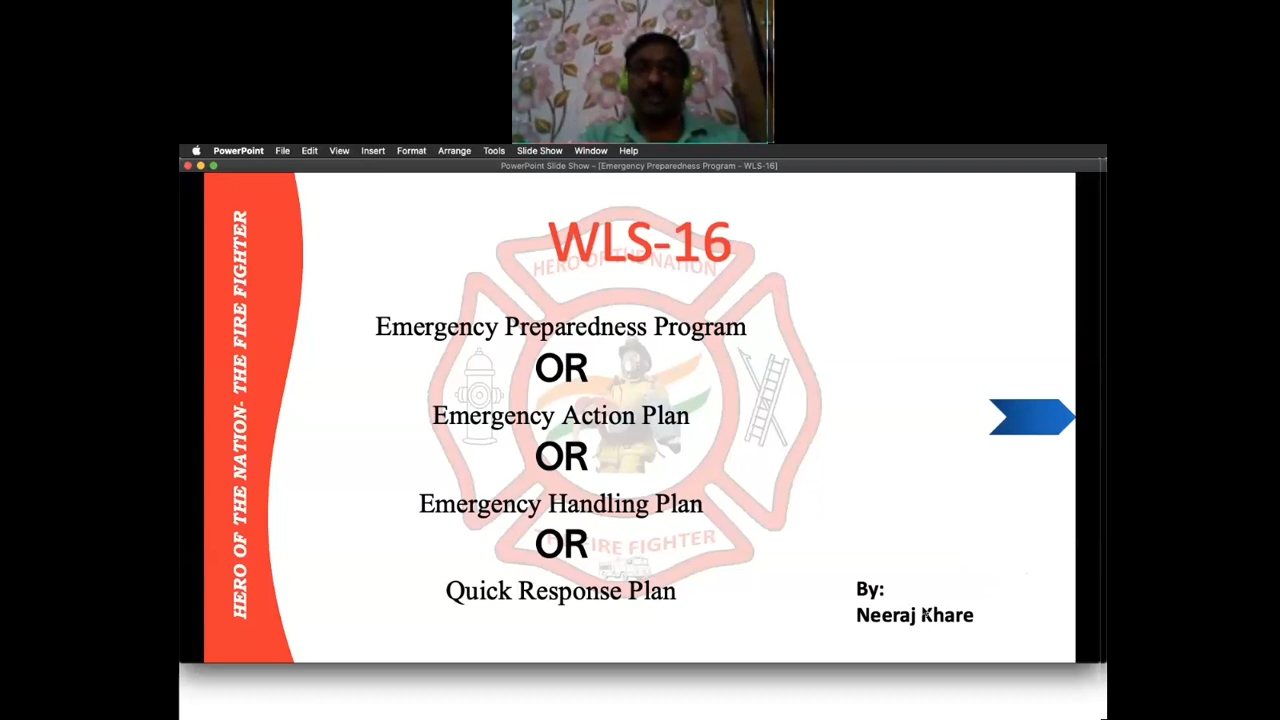 PowerPoint File Edit View Insert Format Arrange Tools Slide Show Window Help
PowerPoint Slide Show – [Emergency Preparedness Program – WLS-16]
HERO OF THE NATION- THE FIRE FIGHTER
WLS-16
HERO OF THE NATION
Emergency Preparedness Program
OR
Emergency Action Plan
OR
Emergency Handling Plan
OR
THE FIRE FIGHTER
Quick Response Plan
By:
Neeraj Khare